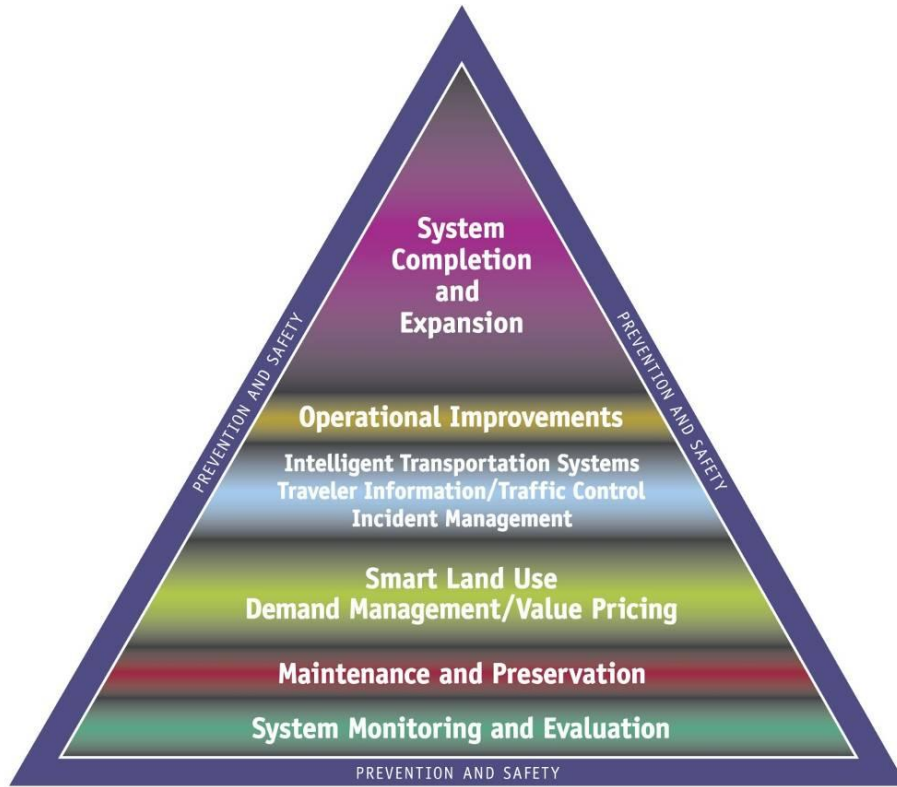 System
Completion
and
Expansion
Operational Improvements
Intelligent Transportation Systems
Traveler Information/Traffic Control
Incident Management
Smart Land Use
Demand Management/Value Pricing
Maintenance and Preservation
System Monitoring and Evaluation
PREVENTION AND SAFETY
PREVENTION AND SAFETY
PREVENTION AND SAFETY